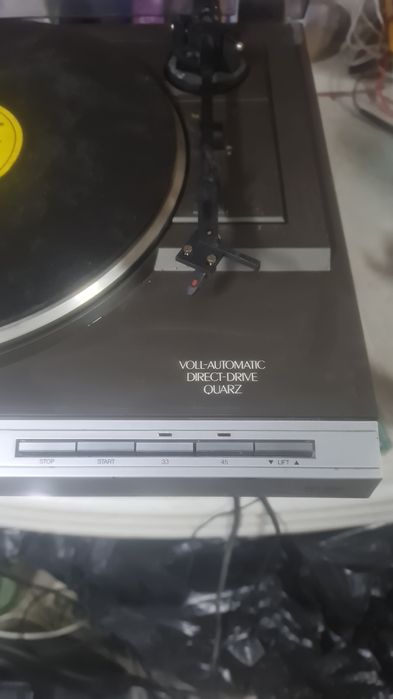 VOLL-AUTOMATIC
DIRECT-DRIVE
QUARZ
STOP START 33 45 ▼ LIFT ▲